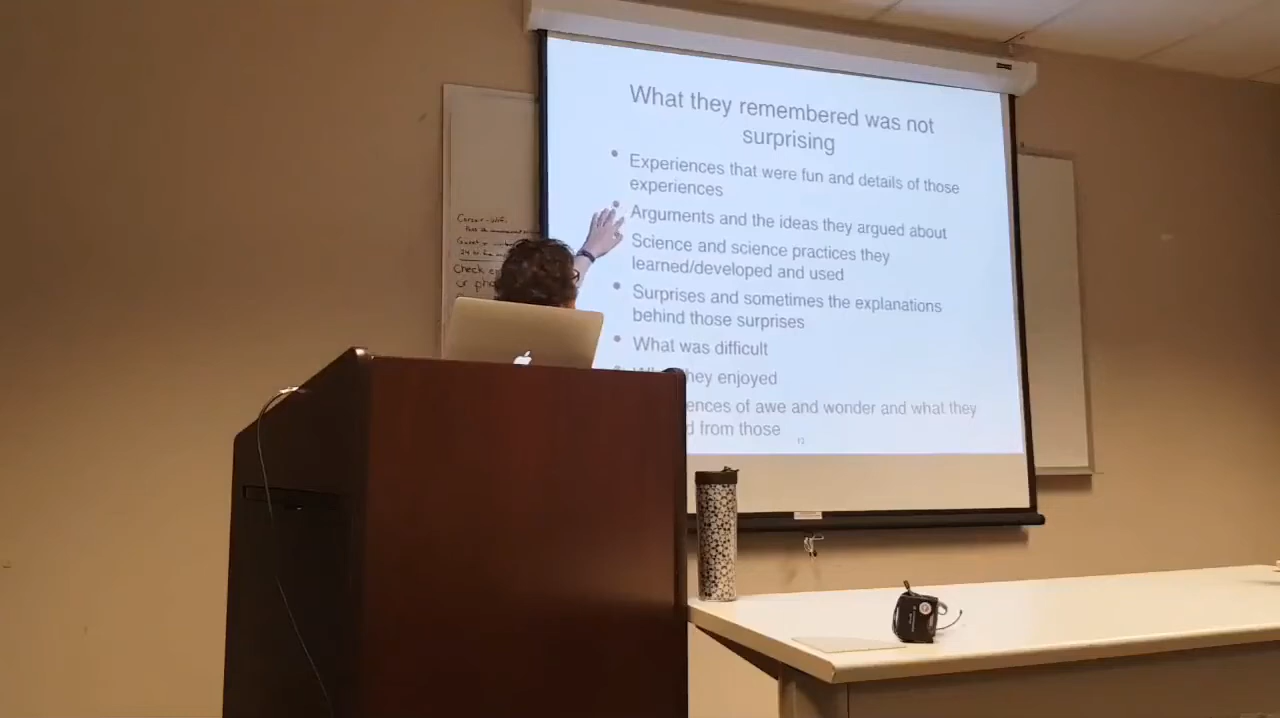 What they remembered was not
surprising
• Experiences that were fun and details of those
experiences
• Arguments and the ideas they argued about
Science and science practices they
learned/developed and used
• Surprises and sometimes the explanations
behind those surprises
• What was difficult
they enjoyed
of awe and wonder and what they
from those
12
Check
or